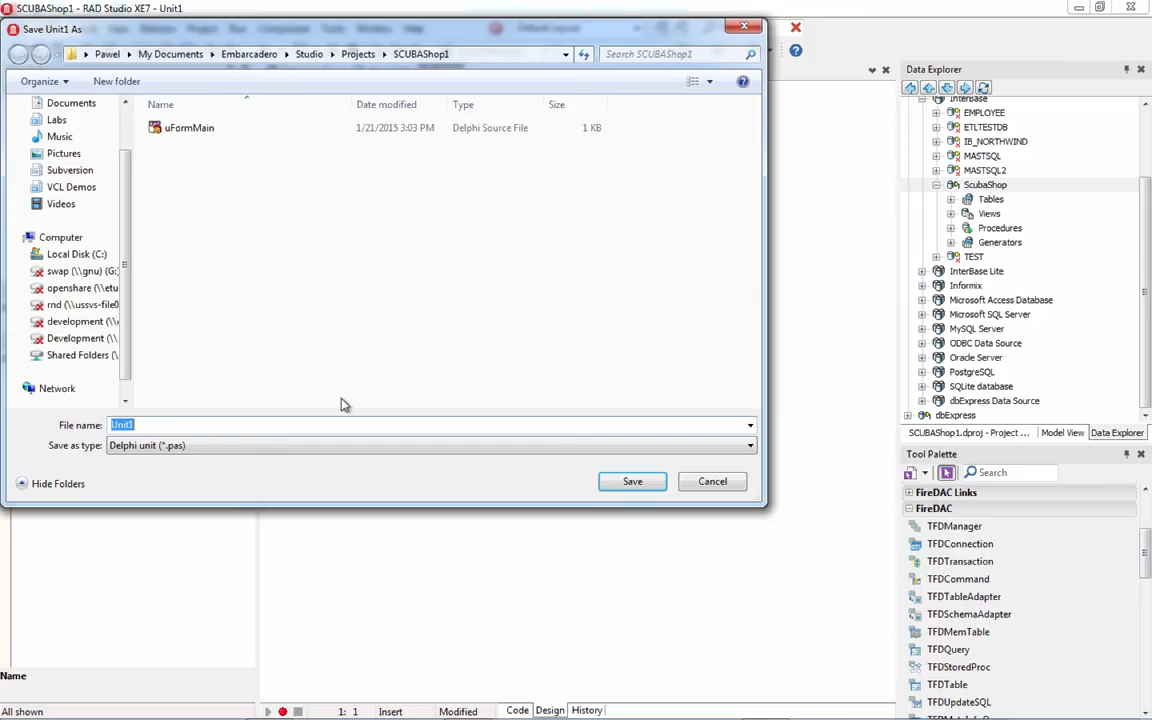 SCUBAShop1 - RAD Studio XE7 - Unit1
Save Unit1 As
Pawel
My Documents
Embarcadero
Studio
Projects
SCUBAShop1
Search SCUBAShop1
Organize
New folder
Name
Date modified
Type
Size
uFormMain
1/21/2015 3:03 PM
Delphi Source File
1 KB
Documents
Labs
Music
Pictures
Subversion
VCL Demos
Videos
Computer
Local Disk (C:)
swap (\\gnu) (G:
openshare (\\etu
rnd (\\ussvs-file0
development (\\
Development (\\
Shared Folders (\\
Network
File name:
Unit1
Save as type:
Delphi unit (*.pas)
Hide Folders
Save
Cancel
Name
All shown
1: 1
Insert
Modified
Code
Design
History
Data Explorer
InterBase
EMPLOYEE
ETLTESTDB
IB_NORTHWIND
MASTSQL
MASTSQL2
ScubaShop
Tables
Views
Procedures
Generators
TEST
InterBase Lite
Informix
Microsoft Access Database
Microsoft SQL Server
MySQL Server
ODBC Data Source
Oracle Server
PostgreSQL
SQLite database
dbExpress Data Source
dbExpress
SCUBAShop1.dproj - Project ...
Model View
Data Explorer
Tool Palette
Search
FireDAC Links
FireDAC
TFDManager
TFDConnection
TFDTransaction
TFDCommand
TFDTableAdapter
TFDSchemaAdapter
TFDMemTable
TFDQuery
TFDStoredProc
TFDTable
TFDUpdateSQL